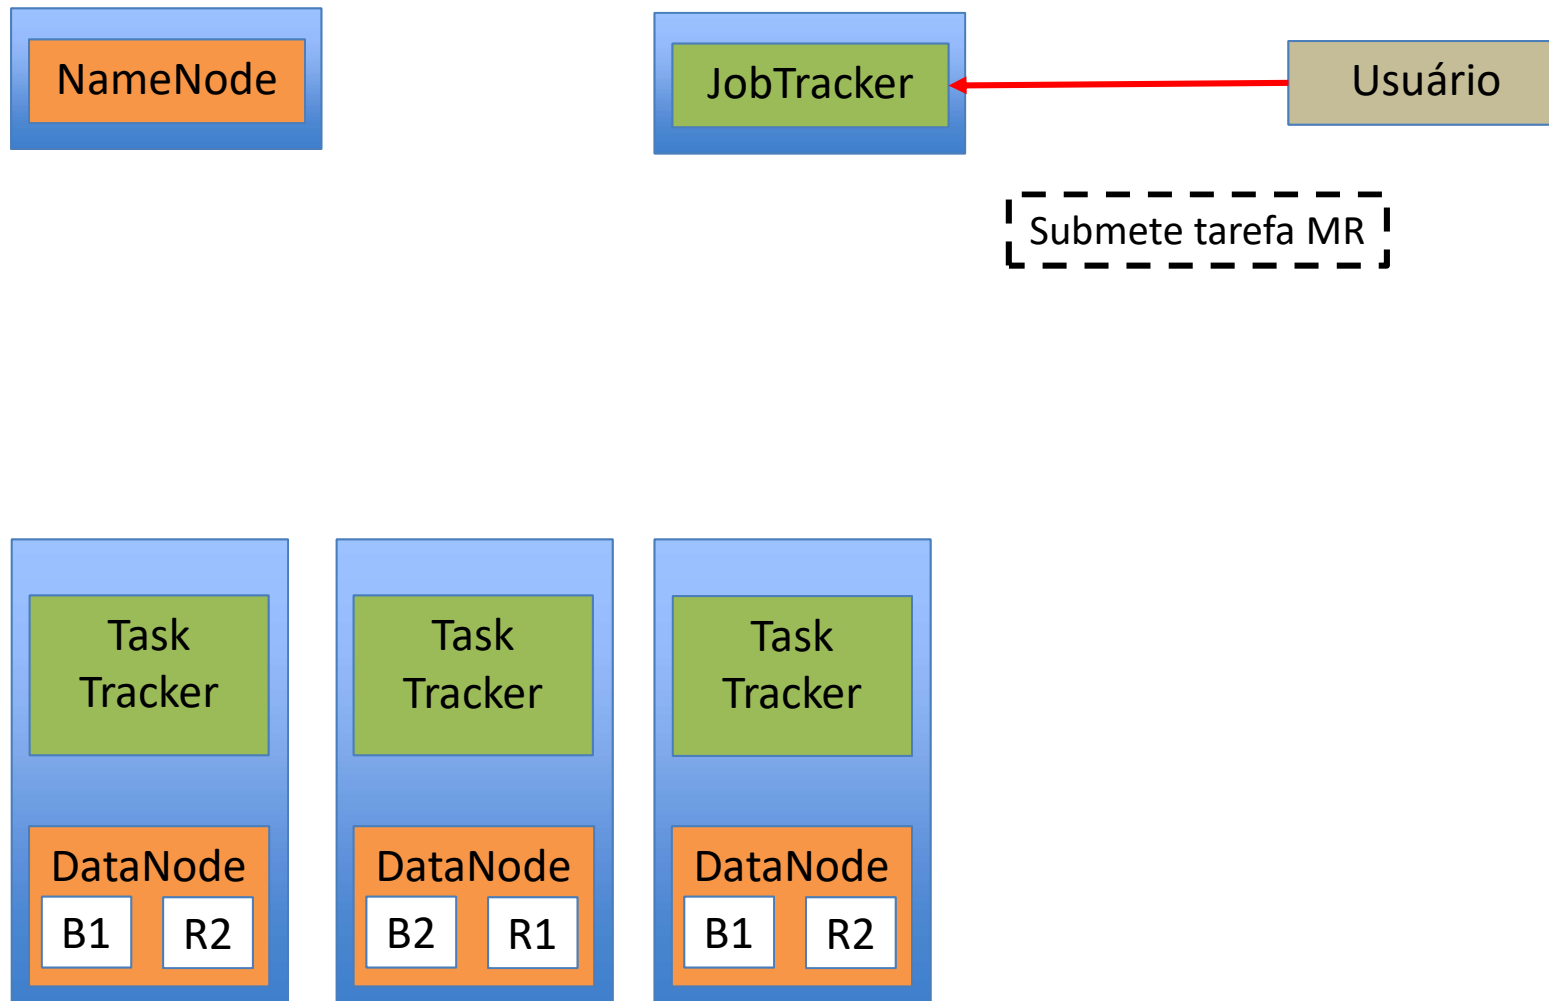 NameNode
JobTracker
Usuário
Submete tarefa MR
Task
Tracker
Task
Tracker
Task
Tracker
DataNode
B1 R2
DataNode
B2 R1
DataNode
B1 R2